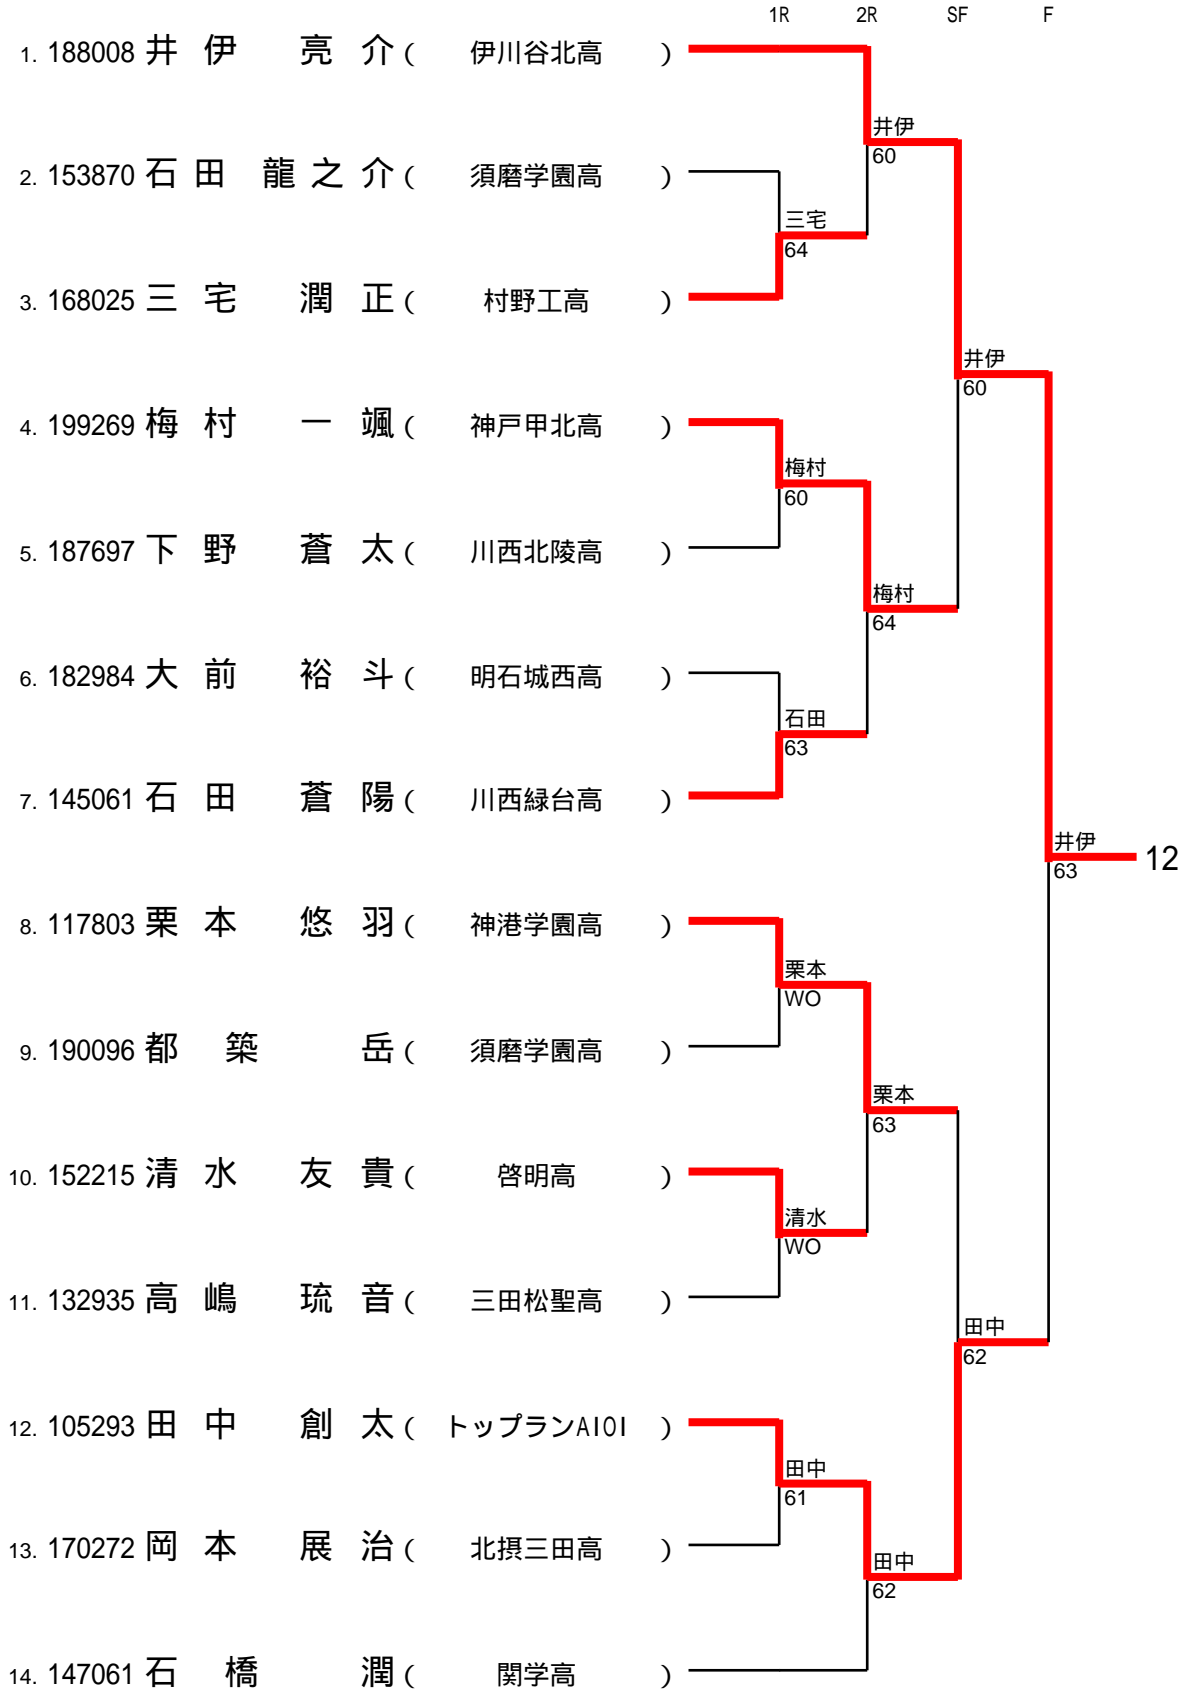 1R 2R SF F
1. 188008 井伊 亮介 ( 伊川谷北高 )
井伊
60
2. 153870 石田 龍之介 ( 須磨学園高 )
三宅
64
3. 168025 三宅 潤正 ( 村野工高 )
井伊
60
4. 199269 梅村 一颯 ( 神戸甲北高 )
梅村
60
5. 187697 下野 蒼太 ( 川西北陵高 )
梅村
64
6. 182984 大前 裕斗 ( 明石城西高 )
石田
63
7. 145061 石田 蒼陽 ( 川西緑台高 )
井伊
63
12
8. 117803 栗本 悠羽 ( 神港学園高 )
栗本
WO
9. 190096 都築 岳 ( 須磨学園高 )
栗本
63
10. 152215 清水 友貴 ( 啓明高 )
清水
WO
11. 132935 高嶋 琉音 ( 三田松聖高 )
田中
62
12. 105293 田中 創太 ( トップランAIOI )
田中
61
13. 170272 岡本 展治 ( 北摂三田高 )
田中
62
14. 147061 石橋 潤 ( 関学高 )